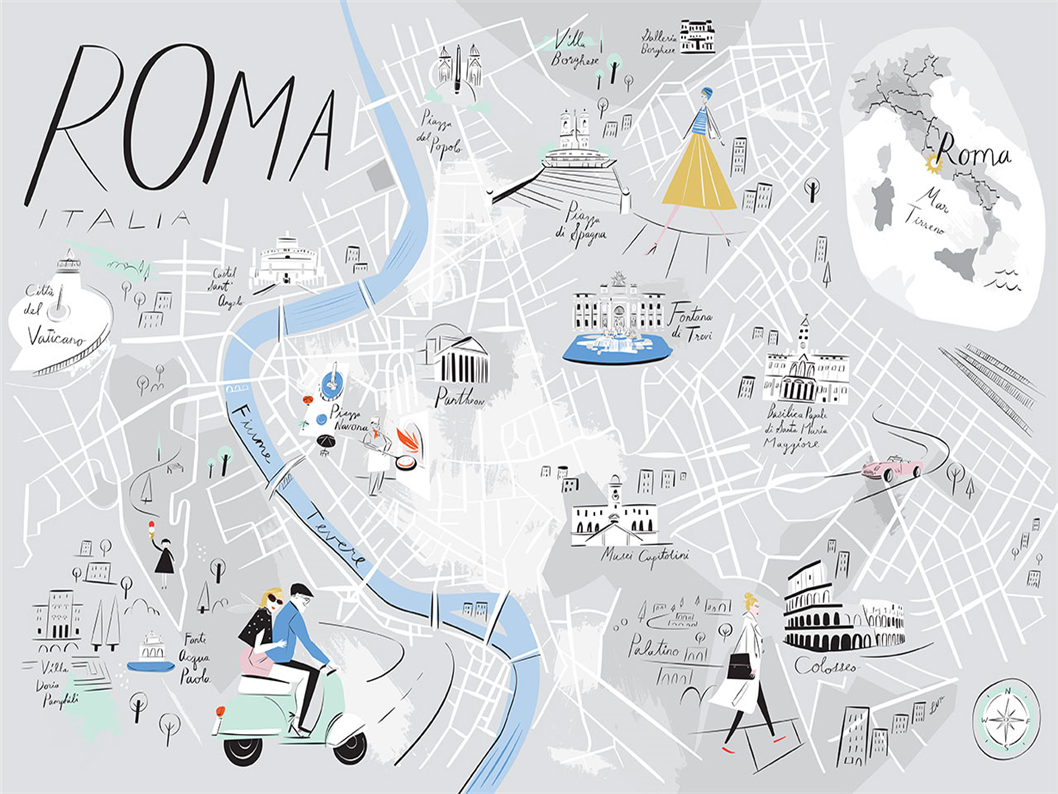 ROMA
ITALIA
Piazza
del Popolo
Villa
Borghese
Galleria
Borghese
Roma
Mar
Tirreno
Piazza
di Spagna
Castel
Sant'
Angelo
Città
del
Vaticano
Fontana
di Trevi
Pantheon
Piazza
Navona
Basilica Papale
di Santa Maria
Maggiore
Fiume
Tevere
Musei Capitolini
Palatino
Colosseo
Fonti
Acqua
Paola
Villa
Doria
Pamphili
N
W
E
S